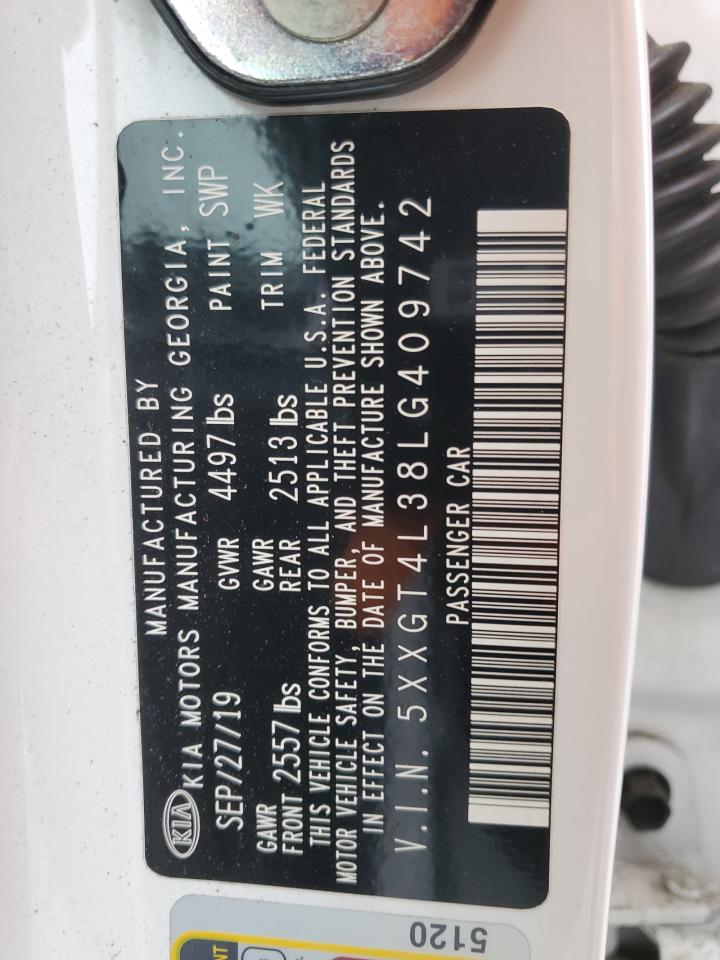 KIA
MANUFACTURED BY
KIA MOTORS MANUFACTURING GEORGIA, INC.
SEP/27/19 GVWR 4497 lbs PAINT SWP
GAWR FRONT 2557 lbs GAWR REAR 2513 lbs TRIM WK
THIS VEHICLE CONFORMS TO ALL APPLICABLE U.S.A. FEDERAL
MOTOR VEHICLE SAFETY, BUMPER, AND THEFT PREVENTION STANDARDS
IN EFFECT ON THE DATE OF MANUFACTURE SHOWN ABOVE.
V.I.N. 5XXGT4L38LG409742
PASSENGER CAR
5120